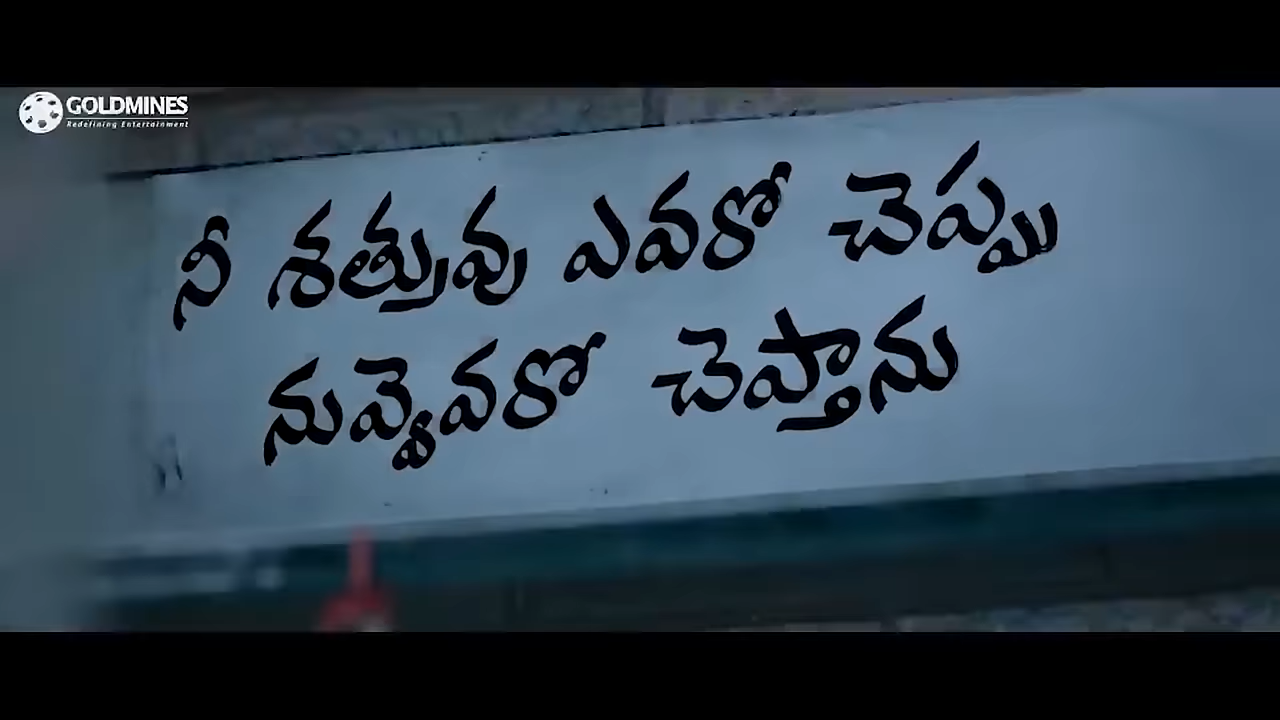 GOLDMINES
Redefining Entertainment
నీ శత్రువు ఎవరో చెప్పు
నువ్వెవరో చెప్తాను